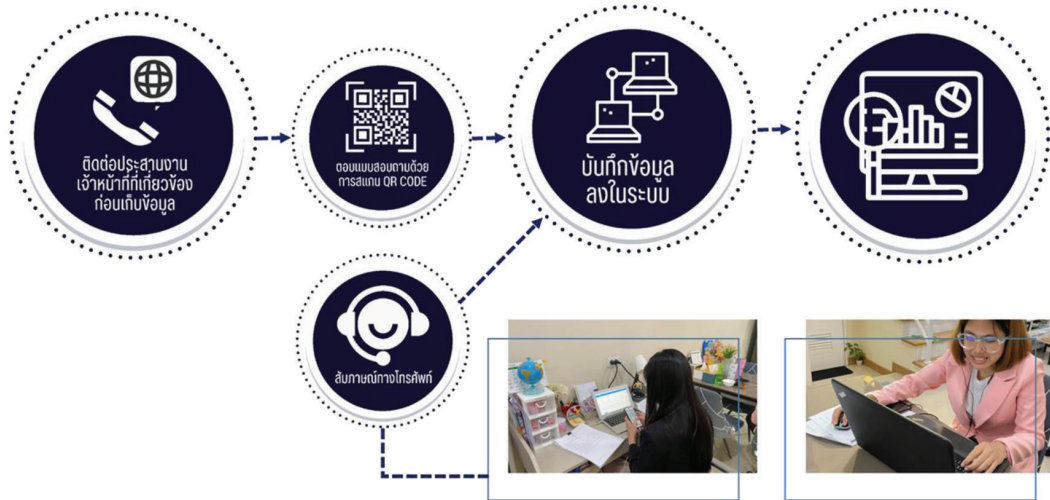 ติดต่อประสานงาน
เจ้าหน้าที่ที่เกี่ยวข้อง
ก่อนเก็บข้อมูล
ตอบแบบสอบถามด้วย
การสแกน QR CODE
บันทึกข้อมูล
ลงในระบบ
สัมภาษณ์ทางโทรศัพท์